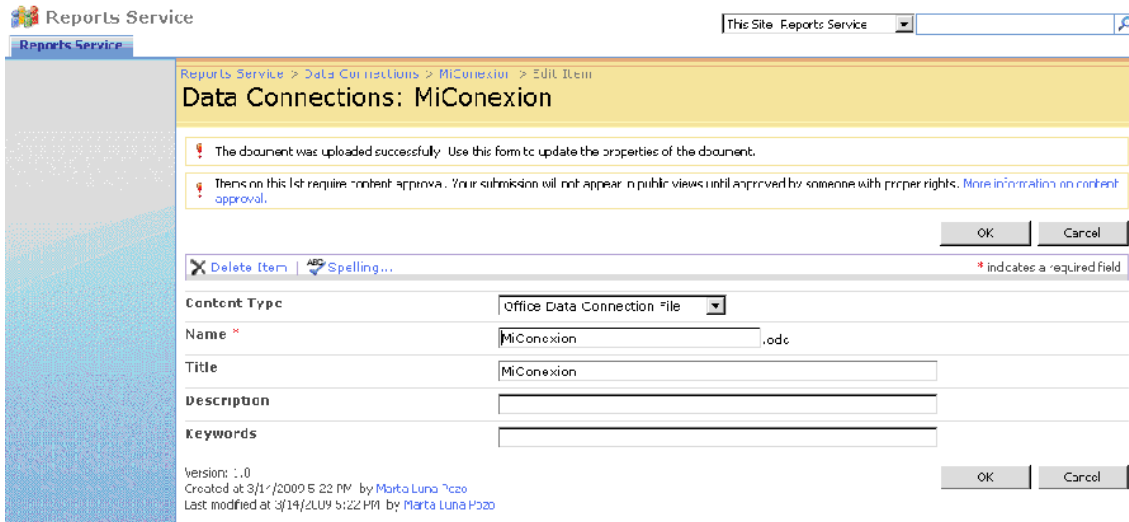 Reports Service
This Site: Reports Service
Reports Service
Reports Service > Data Connections > MiConexion > Edit Item
Data Connections: MiConexion
The document was uploaded successfully. Use this form to update the properties of the document.
Items on this list require content approval. Your submission will not appear in public views until approved by someone with proper rights. More information on content
approval.
OK Cancel
Delete Item | ABC Spelling... * indicates a required field
Content Type Office Data Connection File
Name * MiConexion .odc
Title MiConexion
Description
Keywords
Version: 1.0 OK Cancel
Created at 3/14/2009 5:22 PM by Marta Luna Pozo
Last modified at 3/14/2009 5:22 PM by Marta Luna Pozo